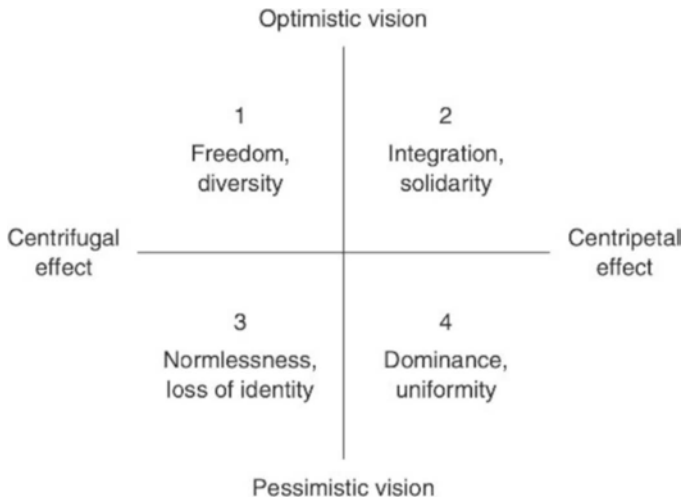 Optimistic vision
1
Freedom,
diversity
2
Integration,
solidarity
Centrifugal
effect
Centripetal
effect
3
Normlessness,
loss of identity
4
Dominance,
uniformity
Pessimistic vision